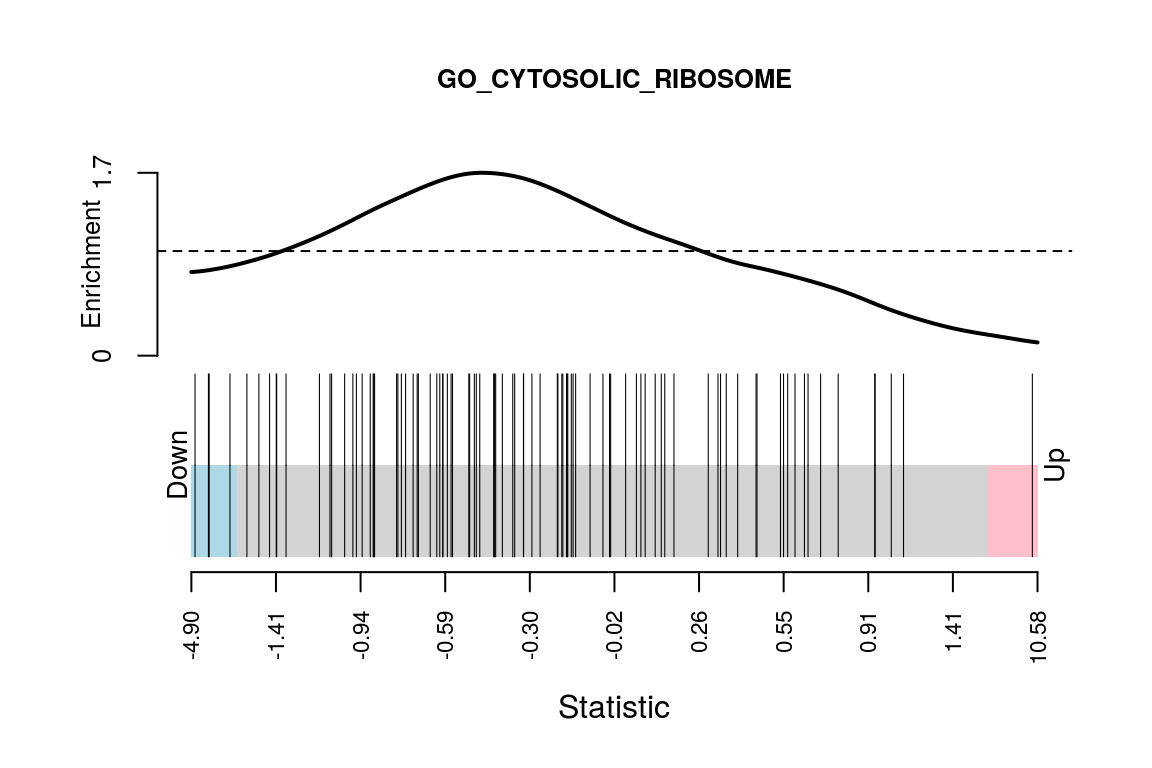 GO_CYTOSOLIC_RIBOSOME
Enrichment
1.7
0
Down
Up
-4.90
-1.41
-0.94
-0.59
-0.30
-0.02
0.26
0.55
0.91
1.41
10.58
Statistic